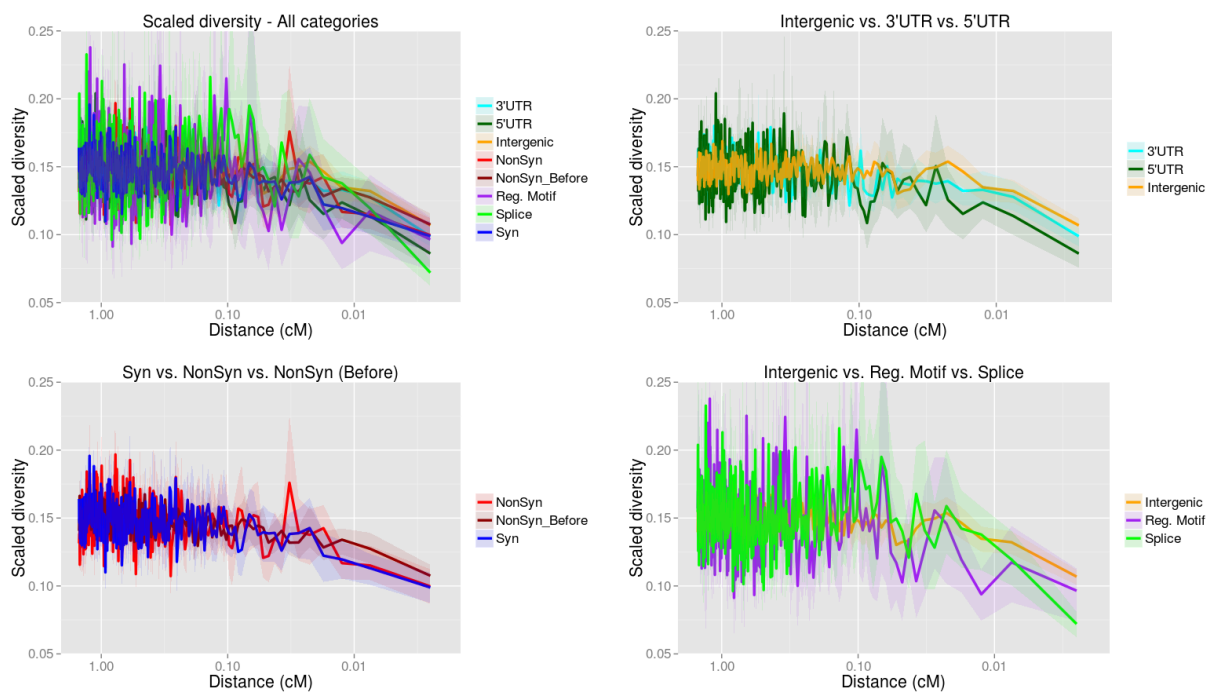 Scaled diversity - All categories
0.25
0.20
0.15
0.10
0.05
Scaled diversity
1.00
0.10
0.01
Distance (cM)
3'UTR
5'UTR
Intergenic
NonSyn
NonSyn_Before
Reg. Motif
Splice
Syn
Intergenic vs. 3'UTR vs. 5'UTR
0.25
0.20
0.15
0.10
0.05
Scaled diversity
1.00
0.10
0.01
Distance (cM)
3'UTR
5'UTR
Intergenic
Syn vs. NonSyn vs. NonSyn (Before)
0.25
0.20
0.15
0.10
0.05
Scaled diversity
1.00
0.10
0.01
Distance (cM)
NonSyn
NonSyn_Before
Syn
Intergenic vs. Reg. Motif vs. Splice
0.25
0.20
0.15
0.10
0.05
Scaled diversity
1.00
0.10
0.01
Distance (cM)
Intergenic
Reg. Motif
Splice